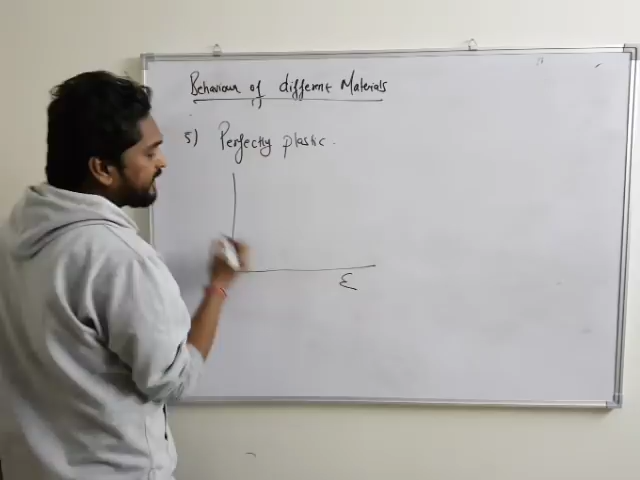 Behaviour of different Materials
5) Perfectly plastic.
ε